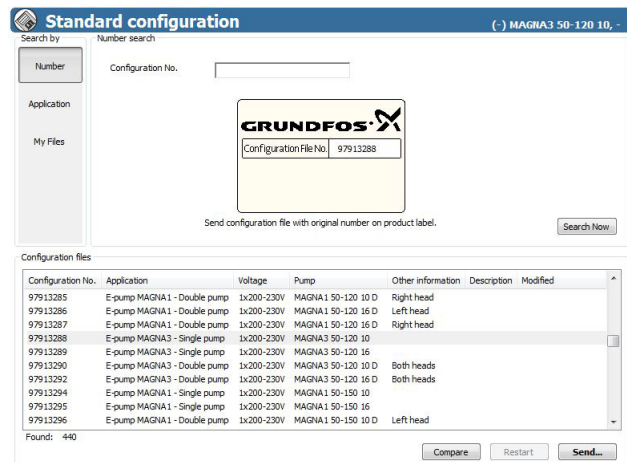 Standard configuration
(-) MAGNA3 50-120 10, -
Search by
Number search
Number
Configuration No.
Application
My Files
GRUNDFOS
Configuration File No. 97913288
Send configuration file with original number on product label.
Search Now
Configuration files
Configuration No. Application Voltage Pump Other information Description Modified
97913285 E-pump MAGNA1 - Double pump 1x200-230V MAGNA1 50-120 10 D Right head
97913286 E-pump MAGNA1 - Double pump 1x200-230V MAGNA1 50-120 16 D Left head
97913287 E-pump MAGNA1 - Double pump 1x200-230V MAGNA1 50-120 16 D Right head
97913288 E-pump MAGNA3 - Single pump 1x200-230V MAGNA3 50-120 10
97913289 E-pump MAGNA3 - Single pump 1x200-230V MAGNA3 50-120 16
97913290 E-pump MAGNA3 - Double pump 1x200-230V MAGNA3 50-120 10 D Both heads
97913292 E-pump MAGNA3 - Double pump 1x200-230V MAGNA3 50-120 16 D Both heads
97913294 E-pump MAGNA1 - Single pump 1x200-230V MAGNA1 50-150 10
97913295 E-pump MAGNA1 - Single pump 1x200-230V MAGNA1 50-150 16
97913296 E-pump MAGNA1 - Double pump 1x200-230V MAGNA1 50-150 10 D Left head
Found: 440
Compare Restart Send...